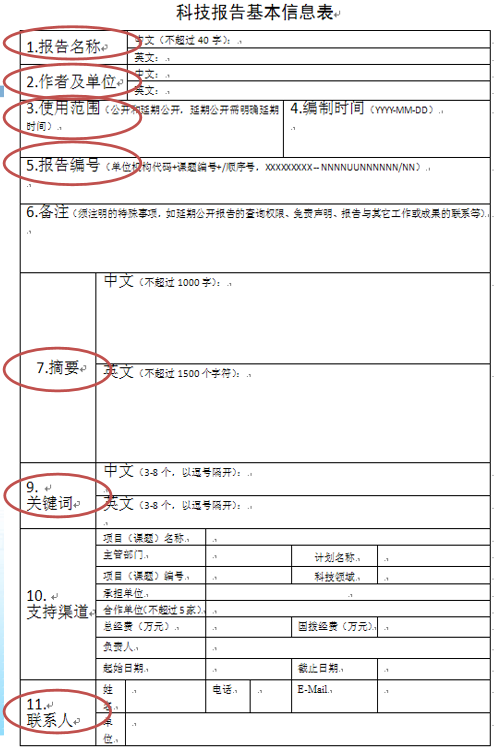 科技报告基本信息表
1.报告名称
中文（不超过 40 字）：
英文：
2.作者及单位
中文：
英文：
3.使用范围（公开和延期公开，延期公开需明确延期
时间）
4.编制时间（YYYY-MM-DD）
5.报告编号（单位机构代码+课题编号+/顺序号，XXXXXXXXX--NNNNUUNNNNNN/NN）
6.备注（须注明的特殊事项，如延期公开报告的查询权限、免责声明、报告与其它工作或成果的联系等）
7.摘要
中文（不超过 1000 字）：
英文（不超过 1500 个字符）：
9.
关键词
中文（3-8 个，以逗号隔开）：
英文（3-8 个，以逗号隔开）：
10.
支持渠道
项目（课题）名称
主管部门
计划名称
项目（课题）编号
科技领域
承担单位
合作单位(不超过 5 家)
总经费（万元）
国拨经费（万元）
负责人
起始日期
截止日期
11.
联系人
姓
名
电话
E-Mail
单
位